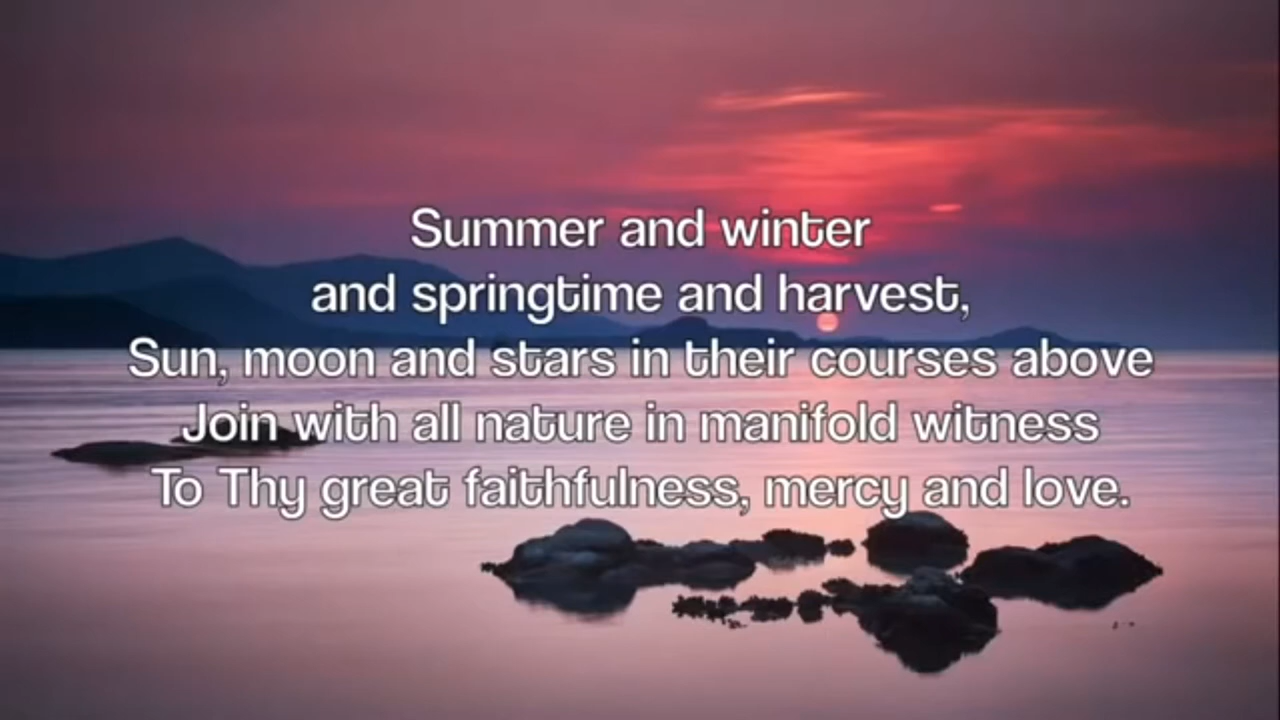 Summer and winter
and springtime and harvest,
Sun, moon and stars in their courses above
Join with all nature in manifold witness
To Thy great faithfulness, mercy and love.